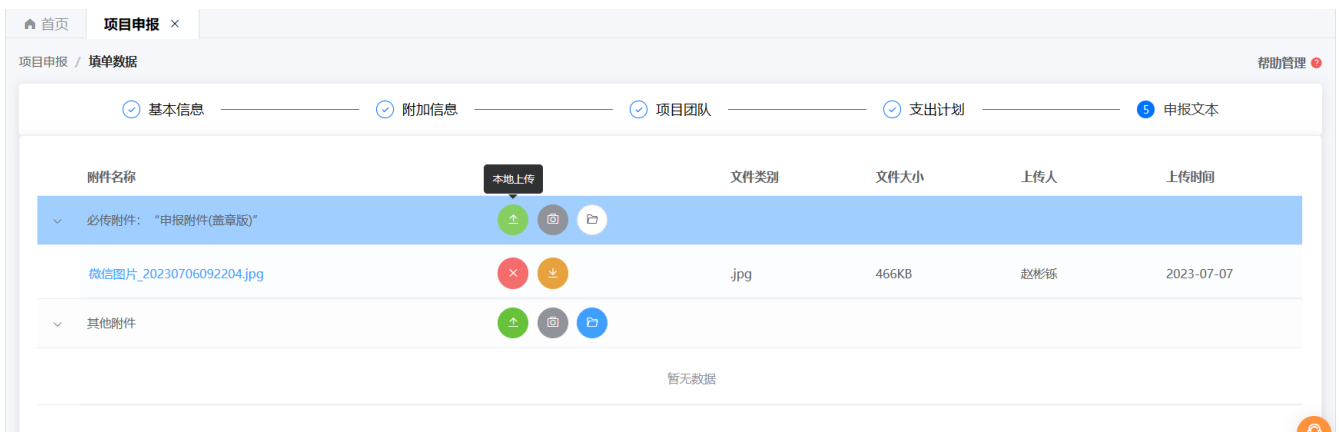 首页 项目申报 ×
项目申报 / 填单数据 帮助管理 ?
基本信息 附加信息 项目团队 支出计划 5 申报文本
附件名称 本地上传 文件类别 文件大小 上传人 上传时间
必传附件：“申报附件(盖章版)”
微信图片_20230706092204.jpg .jpg 466KB 赵彬铄 2023-07-07
其他附件
暂无数据